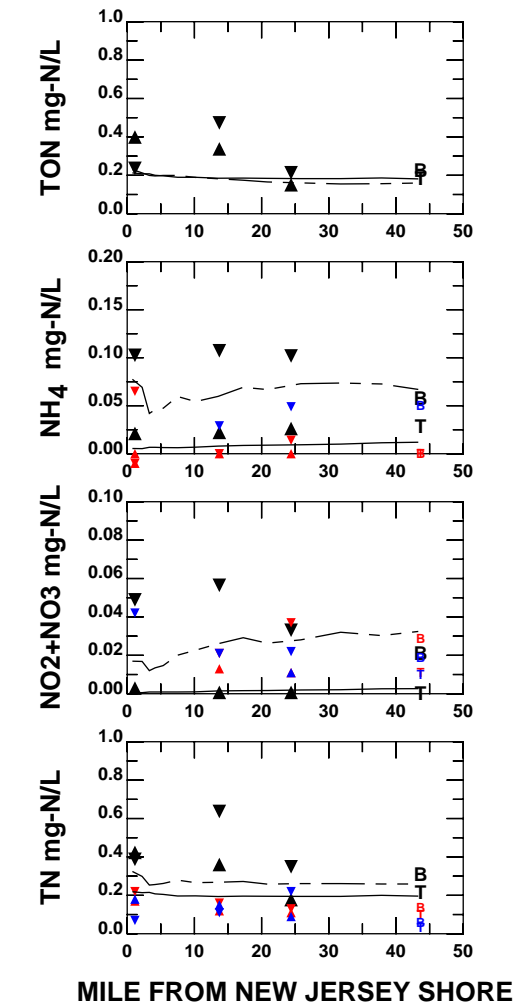 1.0
0.8
0.6
0.4
0.2
0.0
TON mg-N/L
B
T
0 10 20 30 40 50
0.20
0.15
0.10
0.05
0.00
NH4 mg-N/L
B
B
T
B
0 10 20 30 40 50
0.10
0.08
0.06
0.04
0.02
0.00
NO2+NO3 mg-N/L
B
B
B
T
T
T
0 10 20 30 40 50
1.0
0.8
0.6
0.4
0.2
0.0
TN mg-N/L
B
T
B
T
B
T
0 10 20 30 40 50
MILE FROM NEW JERSEY SHORE